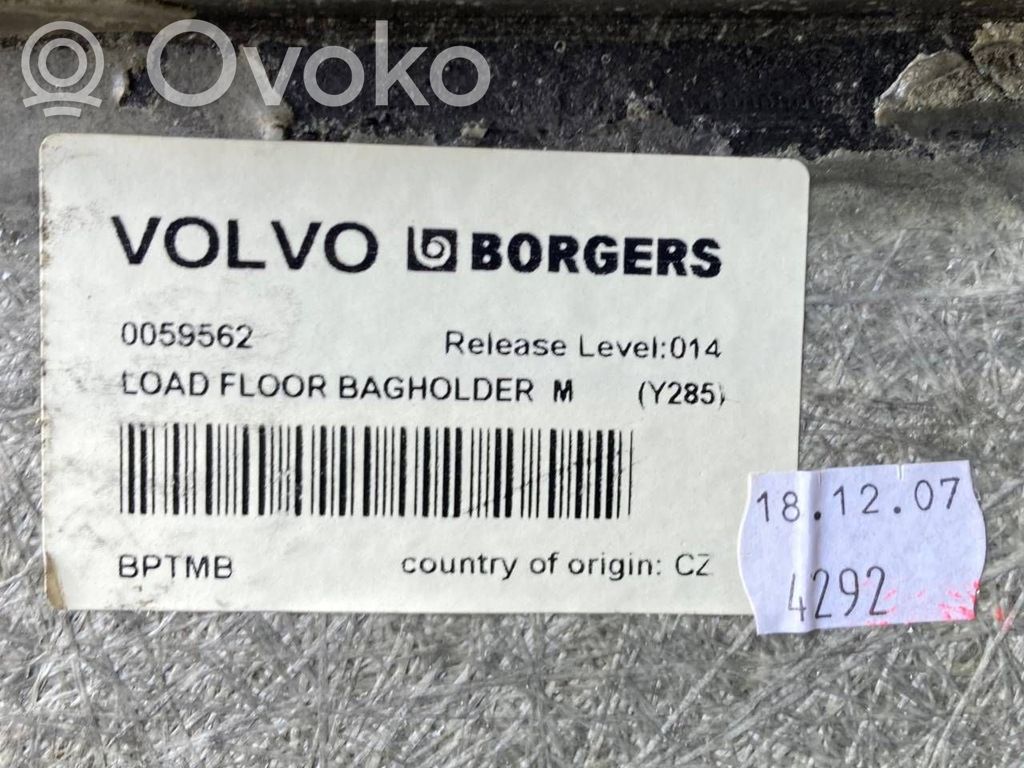 Ovoko
VOLVO BORGERS
0059562 Release Level:014
LOAD FLOOR BAGHOLDER M (Y285)
BPTMB country of origin: CZ
18.12.07
4292